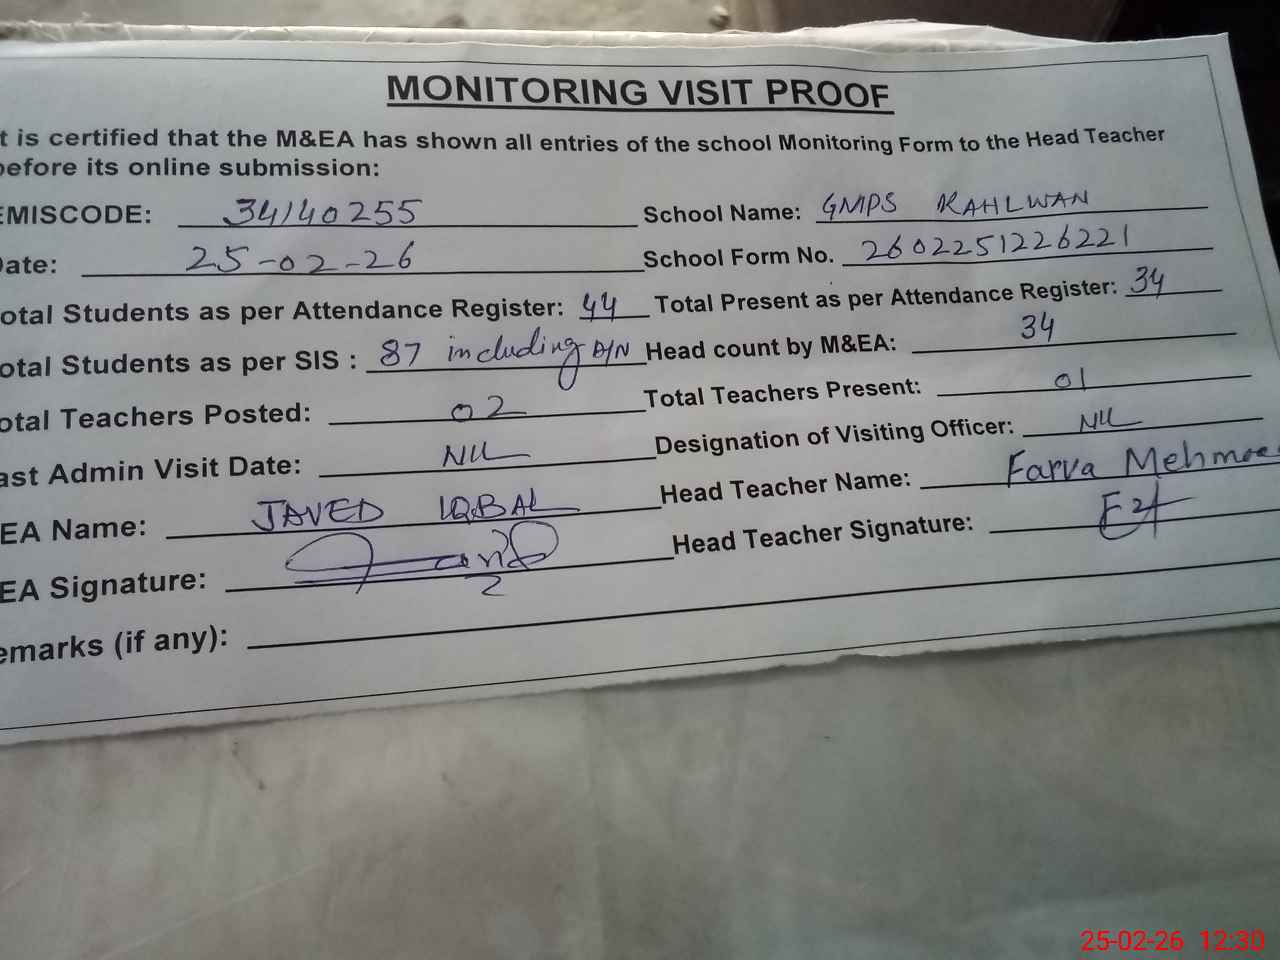 MONITORING VISIT PROOF
t is certified that the M&EA has shown all entries of the school Monitoring Form to the Head Teacher
before its online submission:
EMISCODE: 34140255 School Name: GMPS KAHLWAN
Date: 25-02-26 School Form No. 2602251226221
otal Students as per Attendance Register: 44 Total Present as per Attendance Register: 34
otal Students as per SIS : 87 including A/N Head count by M&EA: 34
otal Teachers Posted: 02 Total Teachers Present: 01
ast Admin Visit Date: NIL Designation of Visiting Officer: NIL
EA Name: JAVED IQBAL Head Teacher Name: Farva Mehmoo
EA Signature: Head Teacher Signature:
emarks (if any):
25-02-26 12:30